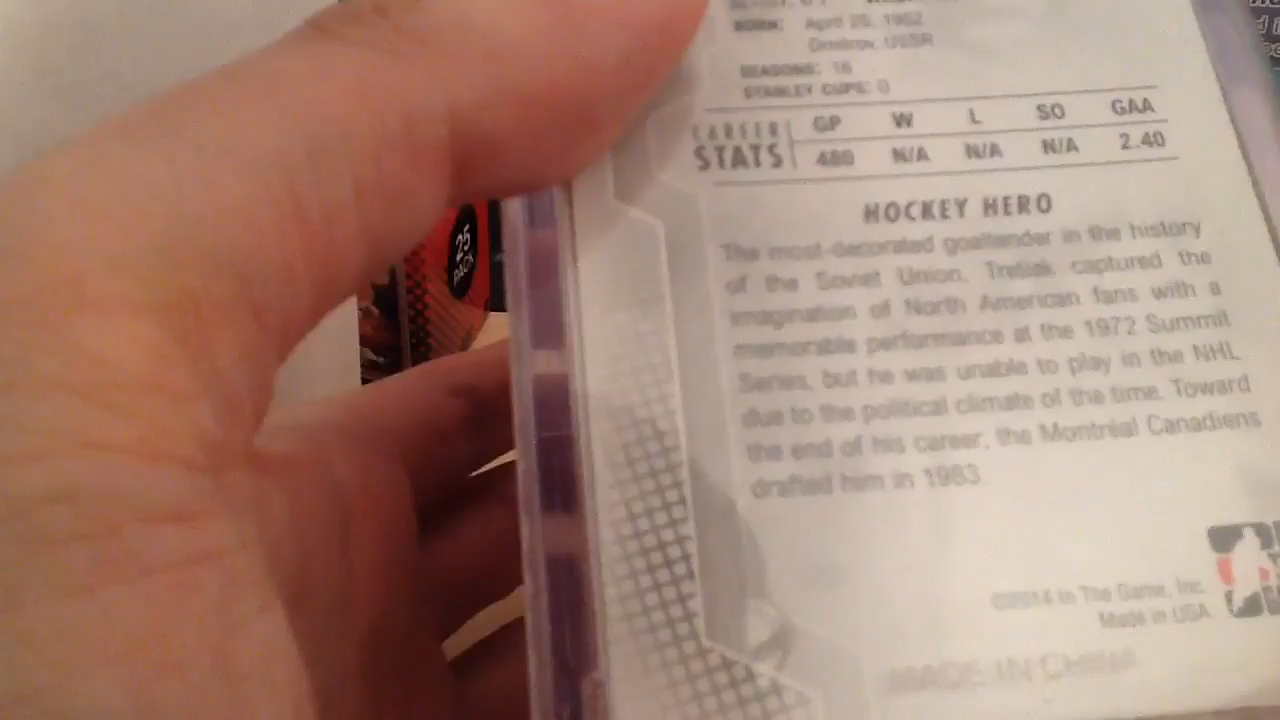 BORN: April 25, 1952
Dmitrov, USSR
SEASONS: 16
STANLEY CUPS: 0
CAREER STATS
GP W L SO GAA
480 N/A N/A N/A 2.40
HOCKEY HERO
The most-decorated goaltender in the history
of the Soviet Union, Tretiak captured the
imagination of North American fans with a
memorable performance at the 1972 Summit
Series, but he was unable to play in the NHL
due to the political climate of the time. Toward
the end of his career, the Montréal Canadiens
drafted him in 1983
©2014 In The Game, Inc.
Made in USA
MADE IN CHINA
25
PACK